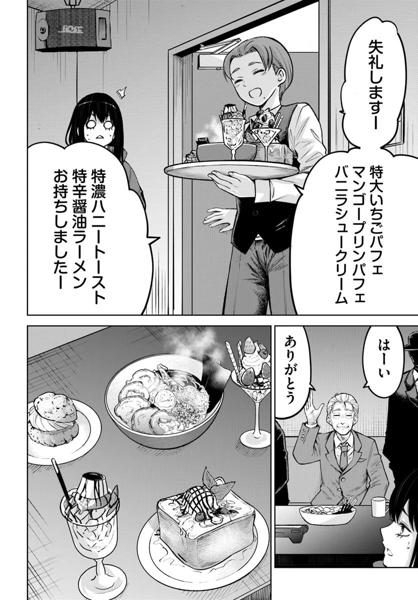 失礼しますー
特大いちごパフェ
マンゴープリンパフェ
バニラシュークリーム
特濃ハニートースト
特辛醤油ラーメン
お持ちしましたー
はーい
ありがとう